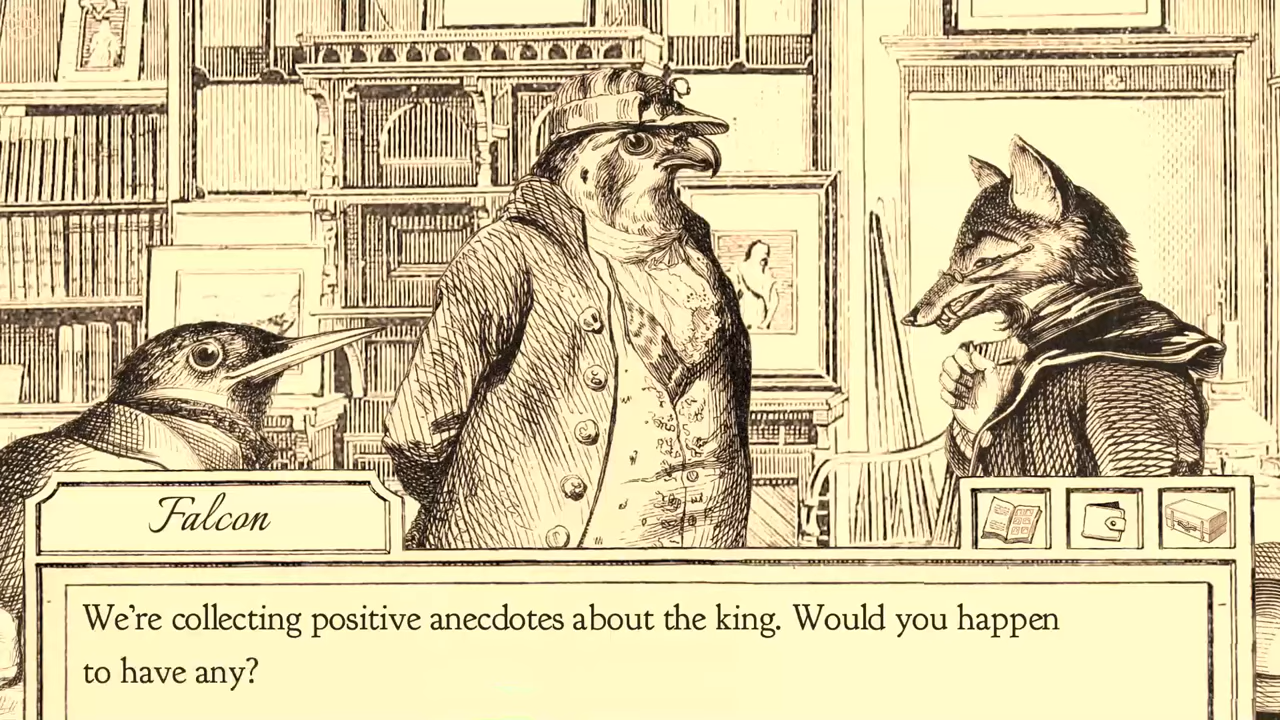 Falcon
We're collecting positive anecdotes about the king. Would you happen
to have any?